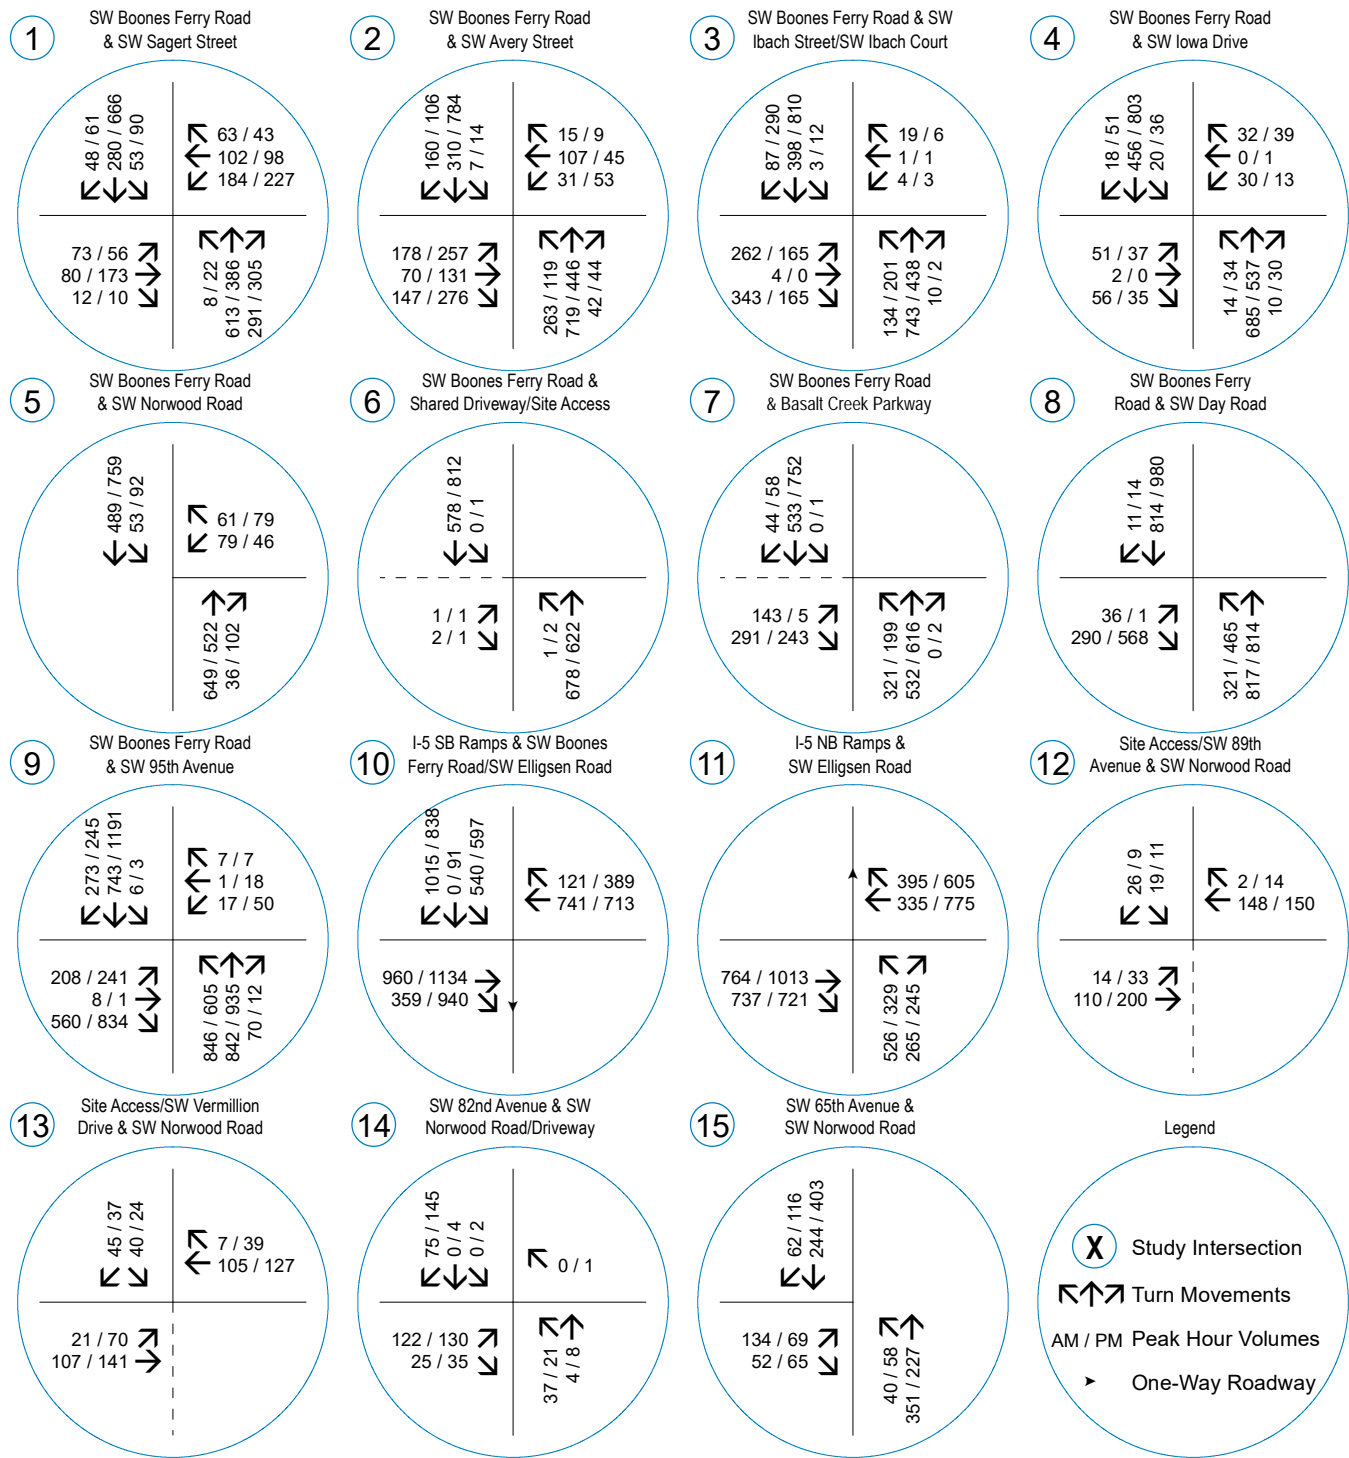 1
SW Boones Ferry Road
& SW Sagert Street
48 / 61
280 / 666
53 / 90
63 / 43
102 / 98
184 / 227
73 / 56
80 / 173
12 / 10
8 / 22
613 / 386
291 / 305
2
SW Boones Ferry Road
& SW Avery Street
160 / 106
310 / 784
7 / 14
15 / 9
107 / 45
31 / 53
178 / 257
70 / 131
147 / 276
263 / 119
719 / 446
42 / 44
3
SW Boones Ferry Road & SW
Ibach Street/SW Ibach Court
87 / 290
398 / 810
3 / 12
19 / 6
1 / 1
4 / 3
262 / 165
4 / 0
343 / 165
134 / 201
743 / 438
10 / 2
4
SW Boones Ferry Road
& SW Iowa Drive
18 / 51
456 / 803
20 / 36
32 / 39
0 / 1
30 / 13
51 / 37
2 / 0
56 / 35
14 / 34
685 / 537
10 / 30
5
SW Boones Ferry Road
& SW Norwood Road
489 / 759
53 / 92
61 / 79
79 / 46
649 / 522
36 / 102
6
SW Boones Ferry Road &
Shared Driveway/Site Access
578 / 812
0 / 1
1 / 1
2 / 1
1 / 2
678 / 622
7
SW Boones Ferry Road
& Basalt Creek Parkway
44 / 58
533 / 752
0 / 1
143 / 5
291 / 243
321 / 199
532 / 616
0 / 2
8
SW Boones Ferry
Road & SW Day Road
11 / 14
814 / 980
36 / 1
290 / 568
321 / 465
817 / 814
9
SW Boones Ferry Road
& SW 95th Avenue
273 / 245
743 / 1191
6 / 3
7 / 7
1 / 18
17 / 50
208 / 241
8 / 1
560 / 834
846 / 605
842 / 935
70 / 12
10
I-5 SB Ramps & SW Boones
Ferry Road/SW Elligsen Road
1015 / 838
0 / 91
540 / 597
121 / 389
741 / 713
960 / 1134
359 / 940
11
I-5 NB Ramps &
SW Elligsen Road
395 / 605
335 / 775
764 / 1013
737 / 721
526 / 329
265 / 245
12
Site Access/SW 89th
Avenue & SW Norwood Road
26 / 9
19 / 11
2 / 14
148 / 150
14 / 33
110 / 200
13
Site Access/SW Vermillion
Drive & SW Norwood Road
45 / 37
40 / 24
7 / 39
105 / 127
21 / 70
107 / 141
14
SW 82nd Avenue & SW
Norwood Road/Driveway
75 / 145
0 / 4
0 / 2
0 / 1
122 / 130
25 / 35
37 / 21
4 / 8
15
SW 65th Avenue &
SW Norwood Road
62 / 116
244 / 403
134 / 69
52 / 65
40 / 58
351 / 227
Legend
X Study Intersection
Turn Movements
AM / PM Peak Hour Volumes
One-Way Roadway